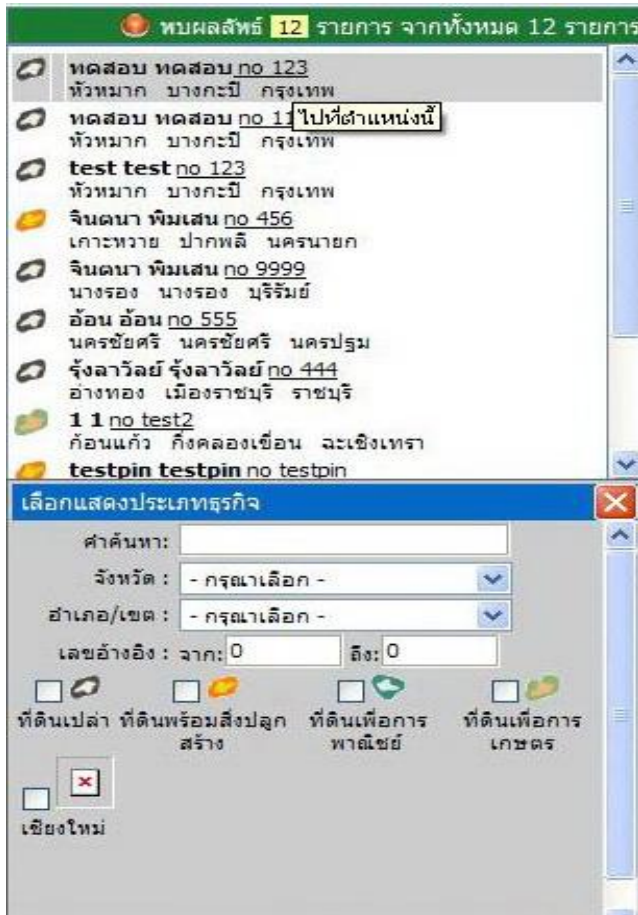 พบผลลัพธ์ 12 รายการ จากทั้งหมด 12 รายการ
ทดสอบ ทดสอบ no 123
หัวหมาก บางกะปิ กรุงเทพ
ทดสอบ ทดสอบ no 11
ไปที่ตำแหน่งนี้
หัวหมาก บางกะปิ กรุงเทพ
test test no 123
หัวหมาก บางกะปิ กรุงเทพ
จินตนา พิมเสน no 456
เกาะหวาย ปากพลี นครนายก
จินตนา พิมเสน no 9999
นางรอง นางรอง บุรีรัมย์
อ้อน อ้อน no 555
นครชัยศรี นครชัยศรี นครปฐม
รุ้งลาวัลย์ รุ้งลาวัลย์ no 444
อ่างทอง เมืองราชบุรี ราชบุรี
1 1 no test2
ก้อนแก้ว กิ่งคลองเขื่อน ฉะเชิงเทรา
testpin testpin no testpin
เลือกแสดงประเภทธุรกิจ
คำค้นหา:
จังหวัด : - กรุณาเลือก -
อำเภอ/เขต : - กรุณาเลือก -
เลขอ้างอิง : จาก: 0 ถึง: 0
ที่ดินเปล่า ที่ดินพร้อมสิ่งปลูก ที่ดินเพื่อการ ที่ดินเพื่อการ
สร้าง พาณิชย์ เกษตร
เชียงใหม่